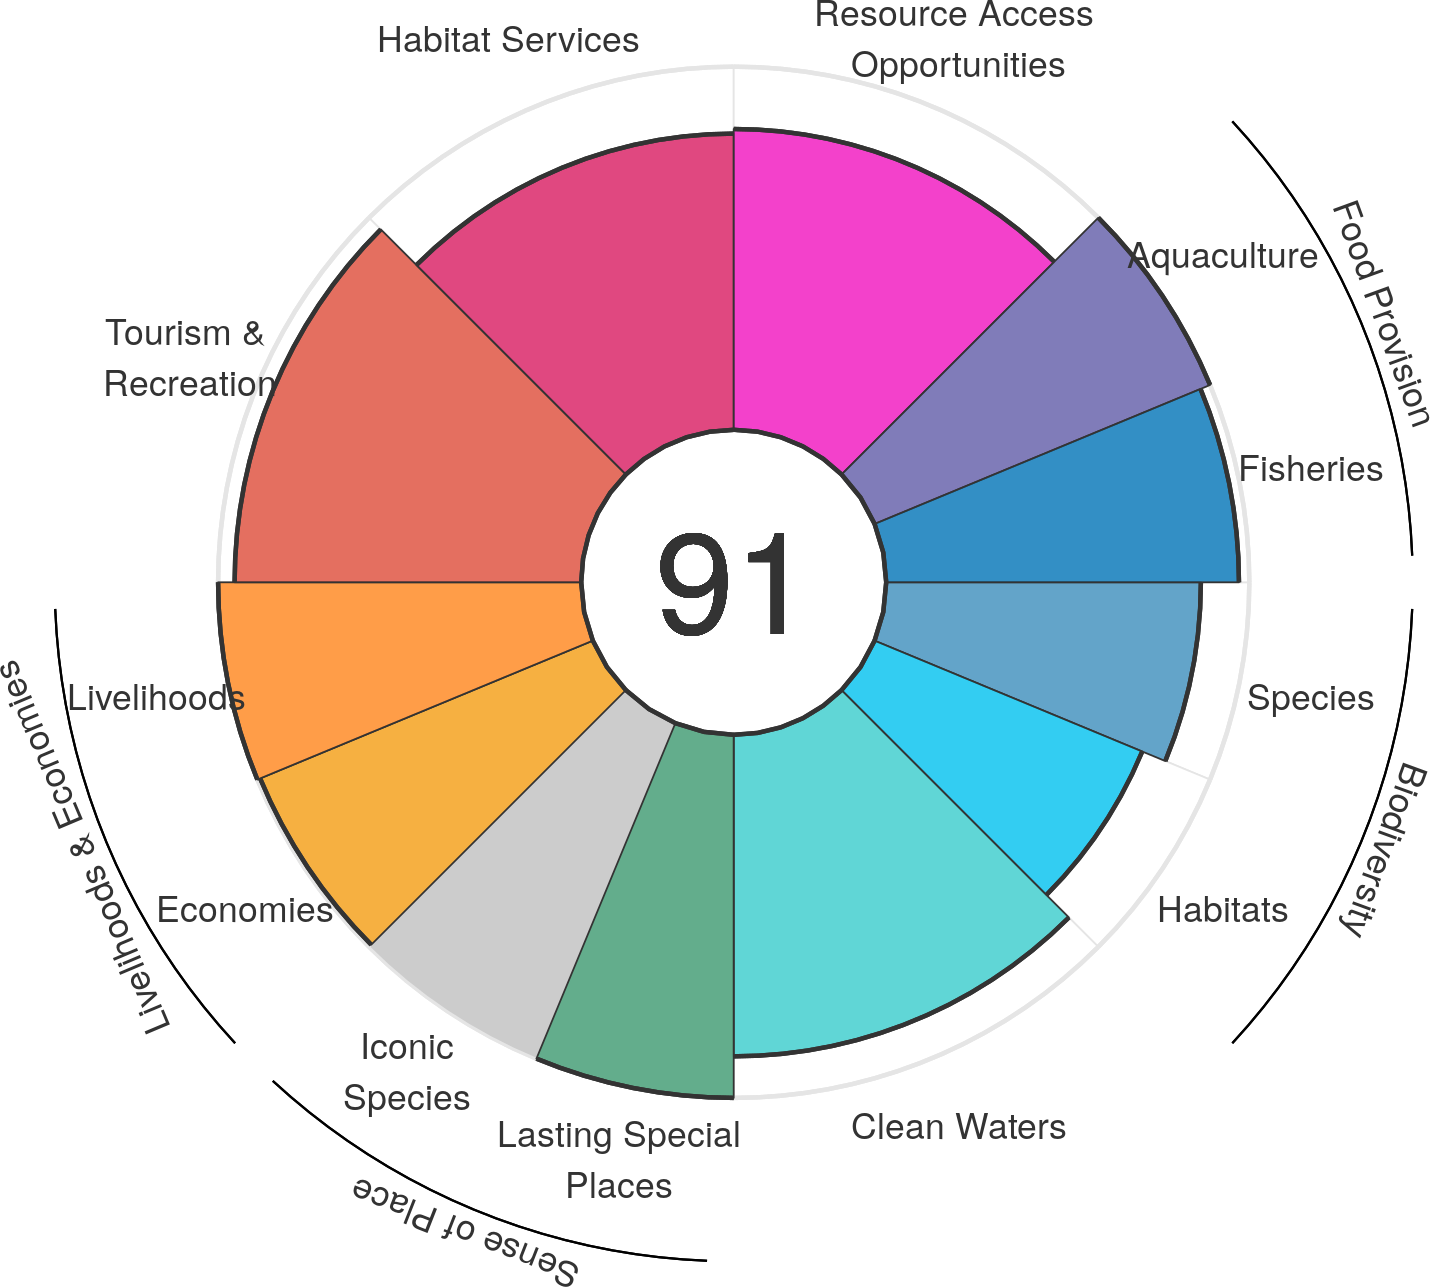 Habitat Services
Resource Access
Opportunities
Aquaculture
Food Provision
Tourism &
Recreation
Fisheries
91
Livelihoods
Species
Livelihoods & Economies
Biodiversity
Economies
Habitats
Iconic
Species
Lasting Special
Places
Clean Waters
Sense of Place